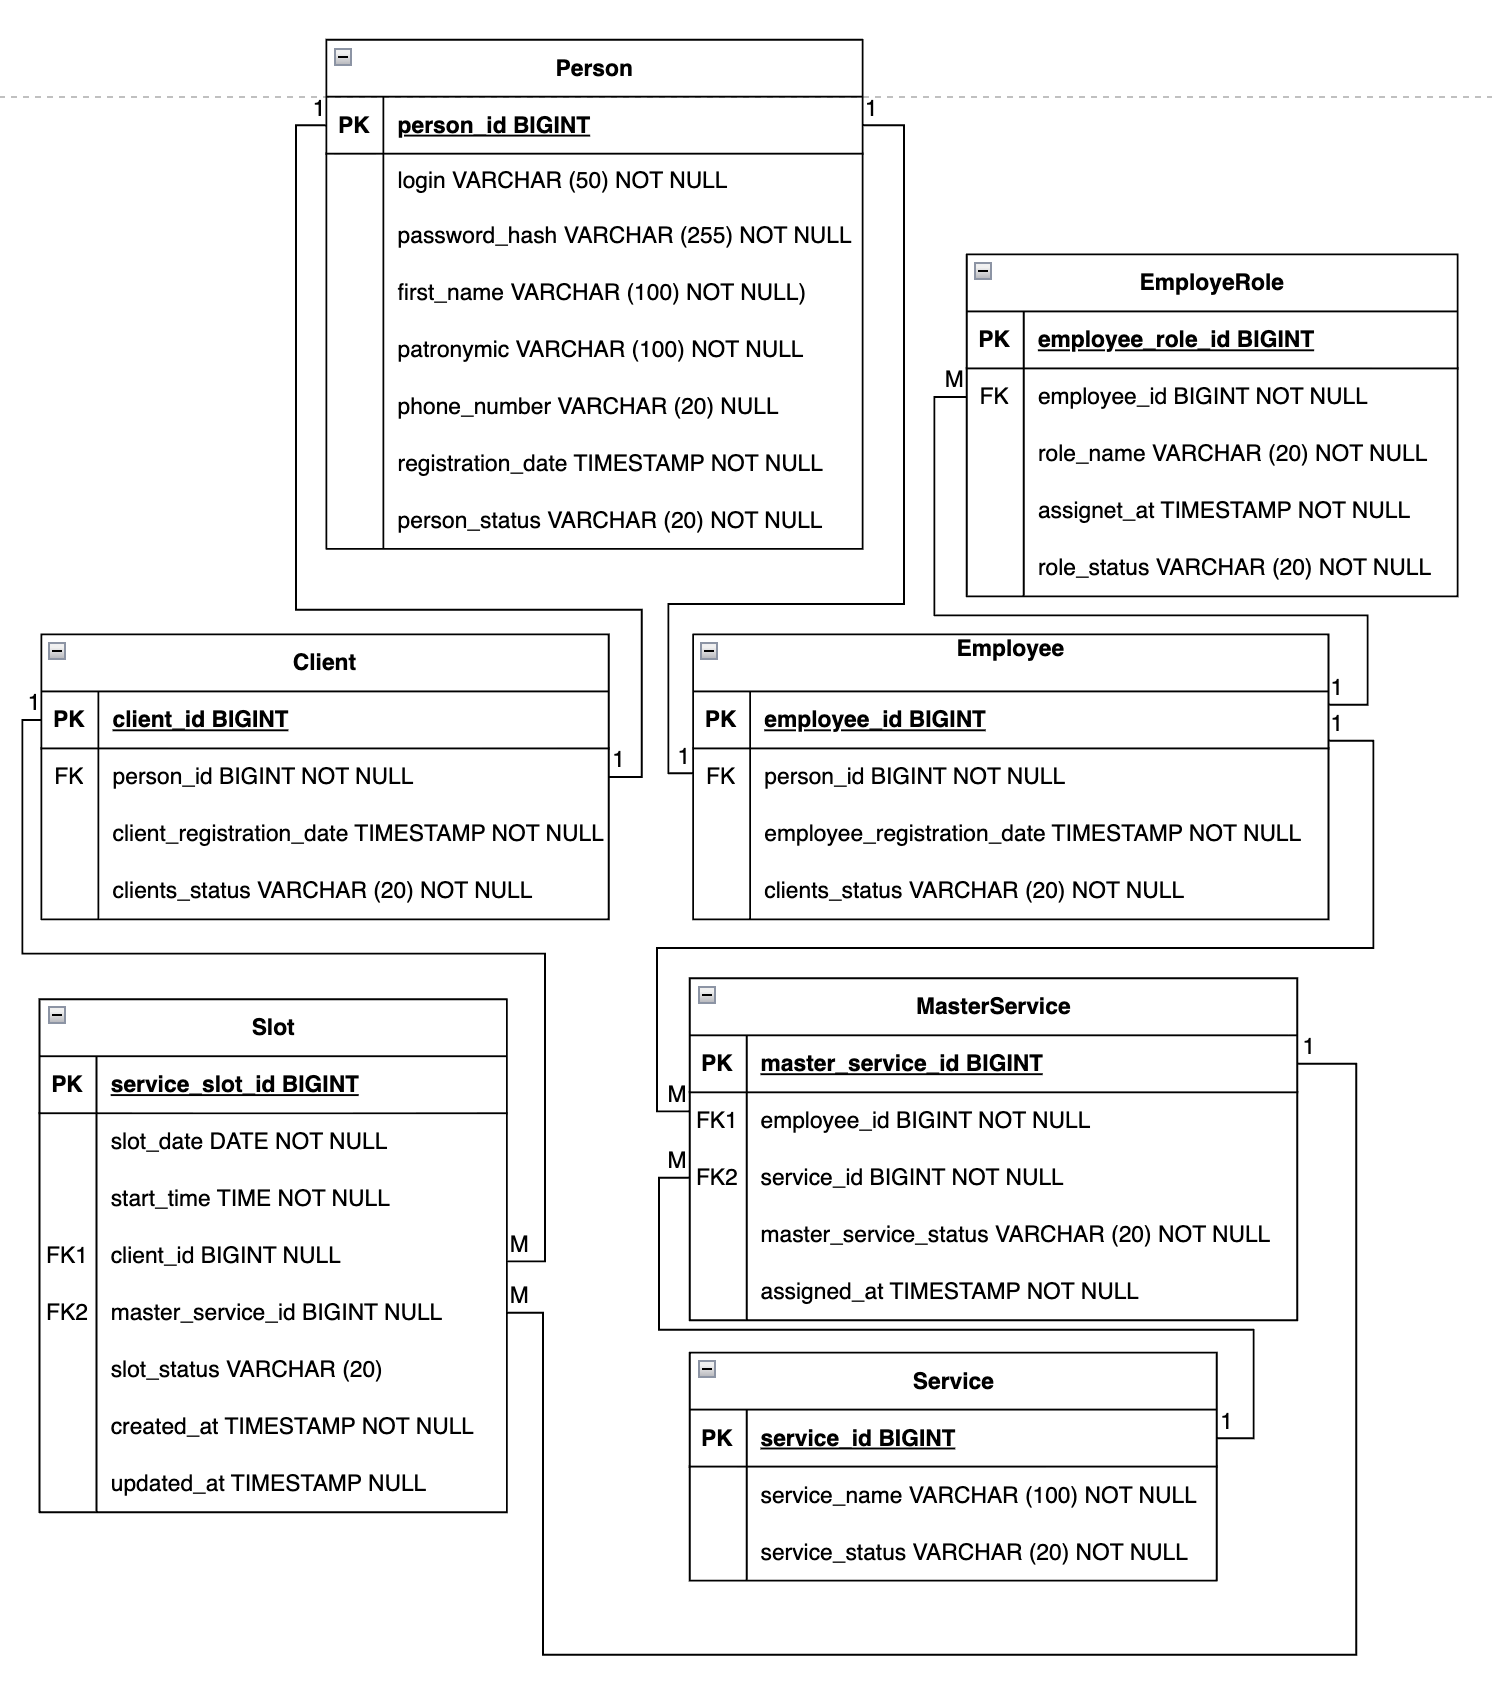 Person
1
1
PK person_id BIGINT
login VARCHAR (50) NOT NULL
password_hash VARCHAR (255) NOT NULL
first_name VARCHAR (100) NOT NULL)
patronymic VARCHAR (100) NOT NULL
phone_number VARCHAR (20) NULL
registration_date TIMESTAMP NOT NULL
person_status VARCHAR (20) NOT NULL
EmployeRole
PK employee_role_id BIGINT
M
FK employee_id BIGINT NOT NULL
role_name VARCHAR (20) NOT NULL
assignet_at TIMESTAMP NOT NULL
role_status VARCHAR (20) NOT NULL
Client
1
PK client_id BIGINT
1
FK person_id BIGINT NOT NULL
client_registration_date TIMESTAMP NOT NULL
clients_status VARCHAR (20) NOT NULL
Employee
1
PK employee_id BIGINT
1
1
FK person_id BIGINT NOT NULL
employee_registration_date TIMESTAMP NOT NULL
clients_status VARCHAR (20) NOT NULL
Slot
PK service_slot_id BIGINT
slot_date DATE NOT NULL
start_time TIME NOT NULL
M
FK1 client_id BIGINT NULL
M
FK2 master_service_id BIGINT NULL
slot_status VARCHAR (20)
created_at TIMESTAMP NOT NULL
updated_at TIMESTAMP NULL
MasterService
1
PK master_service_id BIGINT
M
FK1 employee_id BIGINT NOT NULL
M
FK2 service_id BIGINT NOT NULL
master_service_status VARCHAR (20) NOT NULL
assigned_at TIMESTAMP NOT NULL
Service
1
PK service_id BIGINT
service_name VARCHAR (100) NOT NULL
service_status VARCHAR (20) NOT NULL